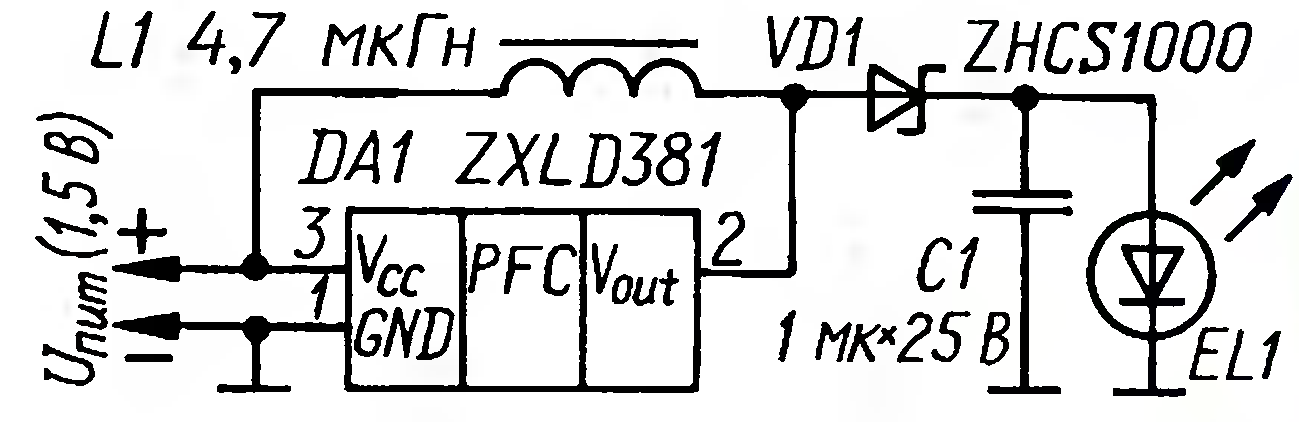 L1 4,7 мкГн
VD1 ZHCS1000
DA1 ZXLD381
Uпит (1,5 В)
+
3
1
Vcc
GND
PFC
Vout
2
−
C1
1 мк×25 В
EL1